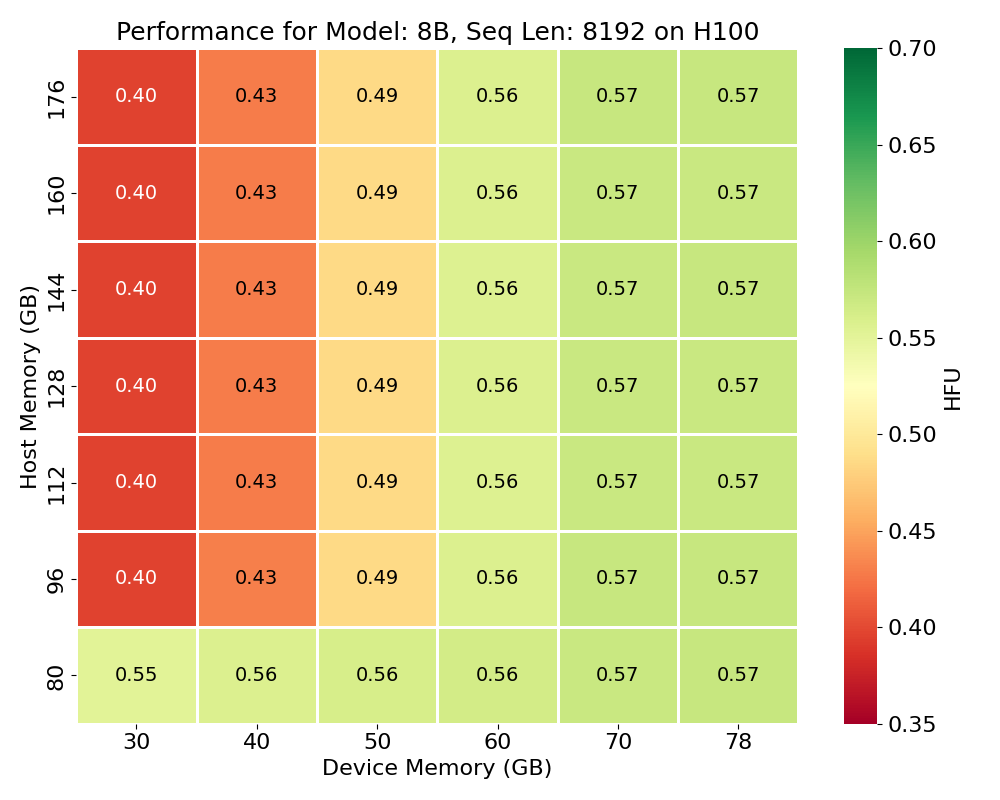 Performance for Model: 8B, Seq Len: 8192 on H100
176 0.40 0.43 0.49 0.56 0.57 0.57
160 0.40 0.43 0.49 0.56 0.57 0.57
144 0.40 0.43 0.49 0.56 0.57 0.57
128 0.40 0.43 0.49 0.56 0.57 0.57
112 0.40 0.43 0.49 0.56 0.57 0.57
96 0.40 0.43 0.49 0.56 0.57 0.57
80 0.55 0.56 0.56 0.56 0.57 0.57
30 40 50 60 70 78
Device Memory (GB)
Host Memory (GB)
0.70
0.65
0.60
0.55
0.50
0.45
0.40
0.35
HFU